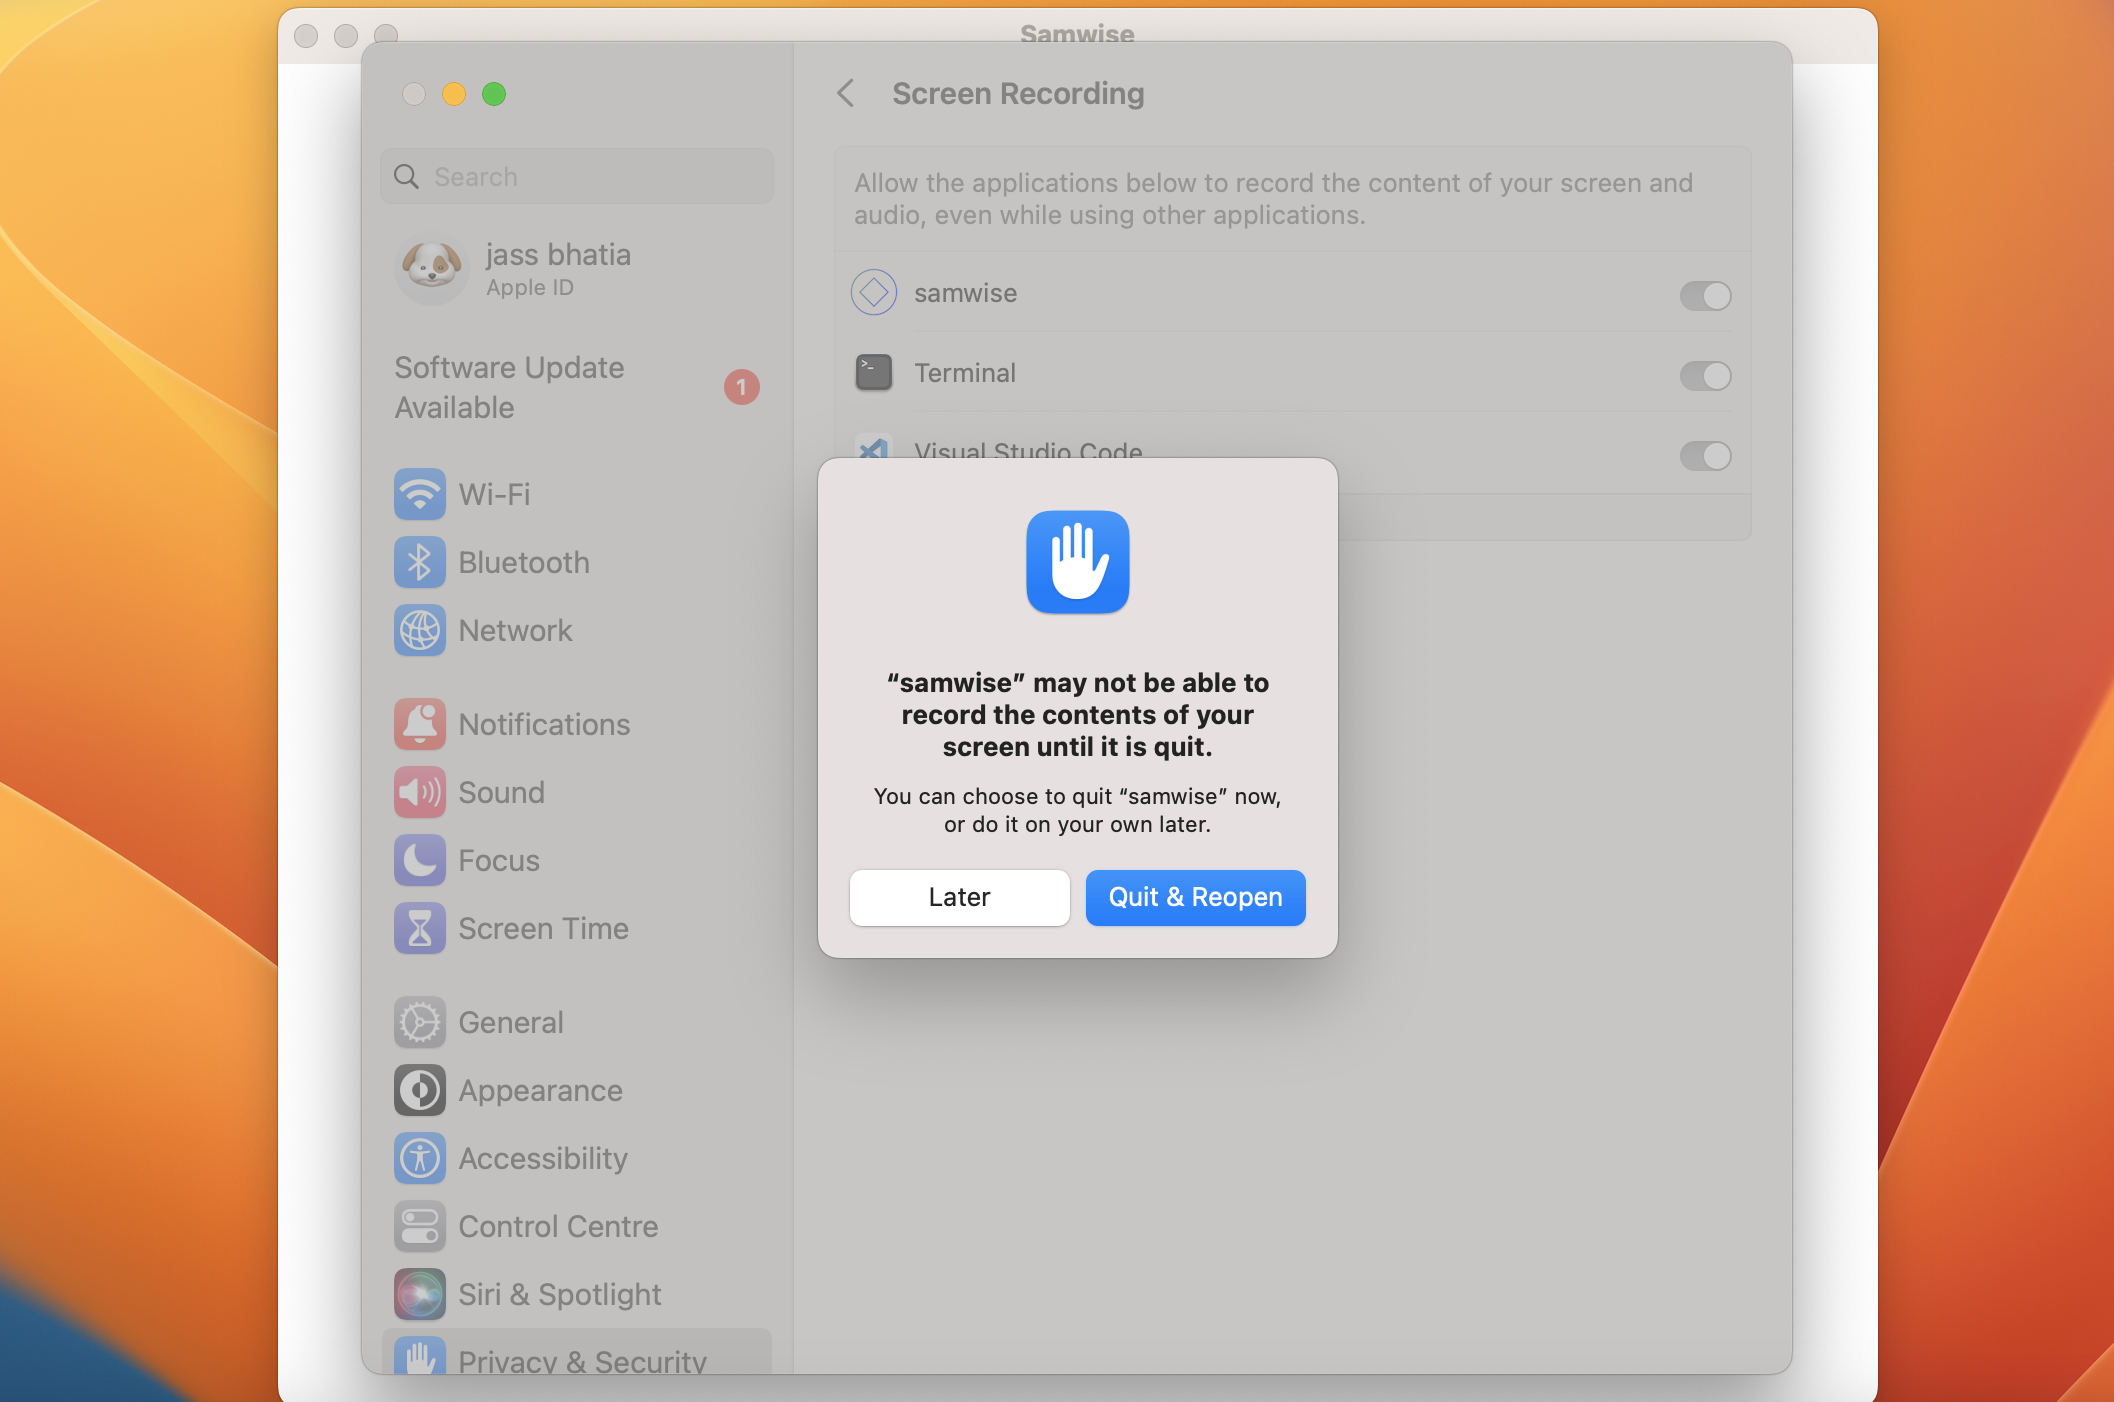 Samwise
Screen Recording
Search
jass bhatia
Apple ID
Software Update
Available
1
Wi-Fi
Bluetooth
Network
Notifications
Sound
Focus
Screen Time
General
Appearance
Accessibility
Control Centre
Siri & Spotlight
Privacy & Security
Allow the applications below to record the content of your screen and
audio, even while using other applications.
samwise
Terminal
Visual Studio Code
“samwise” may not be able to
record the contents of your
screen until it is quit.
You can choose to quit “samwise” now,
or do it on your own later.
Later
Quit & Reopen